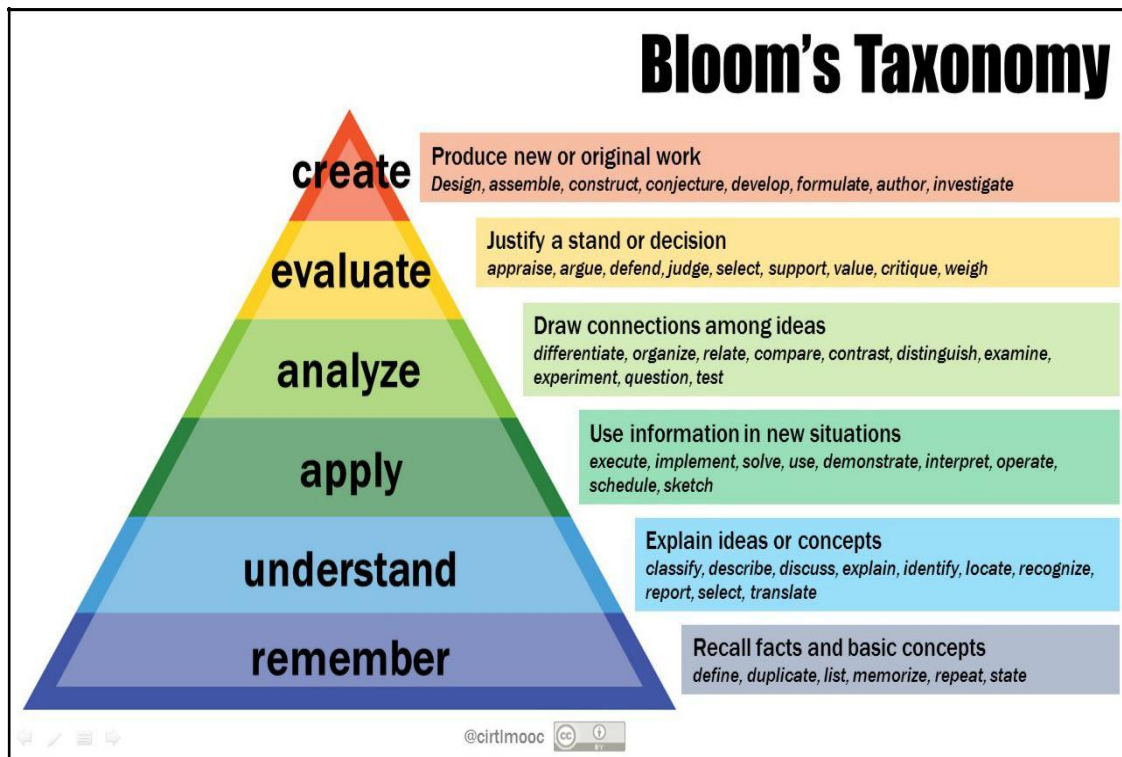 Bloom's Taxonomy
create
Produce new or original work
Design, assemble, construct, conjecture, develop, formulate, author, investigate
evaluate
Justify a stand or decision
appraise, argue, defend, judge, select, support, value, critique, weigh
analyze
Draw connections among ideas
differentiate, organize, relate, compare, contrast, distinguish, examine,
experiment, question, test
apply
Use information in new situations
execute, implement, solve, use, demonstrate, interpret, operate,
schedule, sketch
understand
Explain ideas or concepts
classify, describe, discuss, explain, identify, locate, recognize,
report, select, translate
remember
Recall facts and basic concepts
define, duplicate, list, memorize, repeat, state
@cirtlmooc
cc
BY